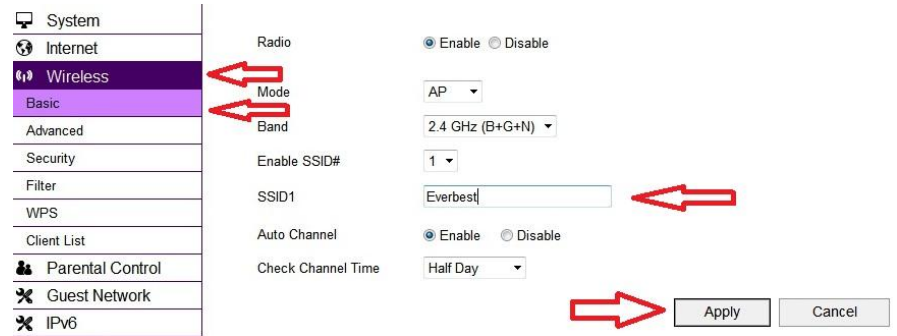 System
Internet
Wireless
Basic
Advanced
Security
Filter
WPS
Client List
Parental Control
Guest Network
IPv6
Radio Enable Disable
Mode AP
Band 2.4 GHz (B+G+N)
Enable SSID# 1
SSID1 Everbest
Auto Channel Enable Disable
Check Channel Time Half Day
Apply Cancel